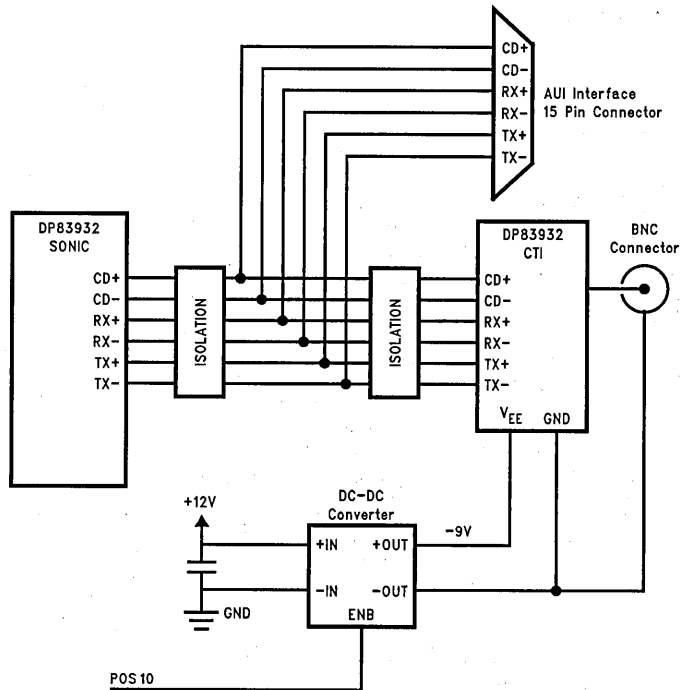 CD+
CD-
RX+
RX-
TX+
TX-
AUI Interface
15 Pin Connector
DP83932
SONIC
CD+
CD-
RX+
RX-
TX+
TX-
ISOLATION
ISOLATION
DP83932
CTI
CD+
CD-
RX+
RX-
TX+
TX-
VEE
GND
BNC
Connector
+12V
GND
DC-DC
Converter
+IN
+OUT
-IN
-OUT
ENB
-9V
POS10